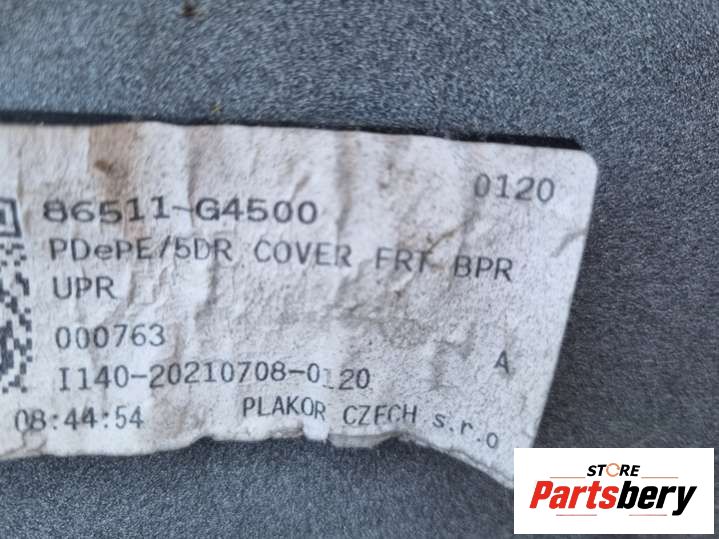 0120
86511-G4500
PDePE/5DR COVER FRT BPR
UPR
000763
A
I140-20210708-0120
08:44:54 PLAKOR CZECH s.r.o
STORE
Partsbery